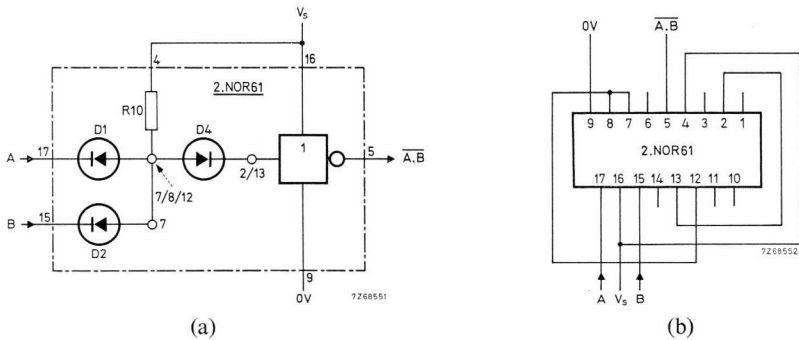 Vs
4
16
2.NOR61
R10
D1
D4
1
A
17
2/13
5
A.B
7/8/12
B
15
7
D2
9
0V
7Z68551
(a)
0V
A.B
9 8 7 6 5 4 3 2 1
2.NOR61
17 16 15 14 13 12 11 10
7Z68552
A Vs B
(b)